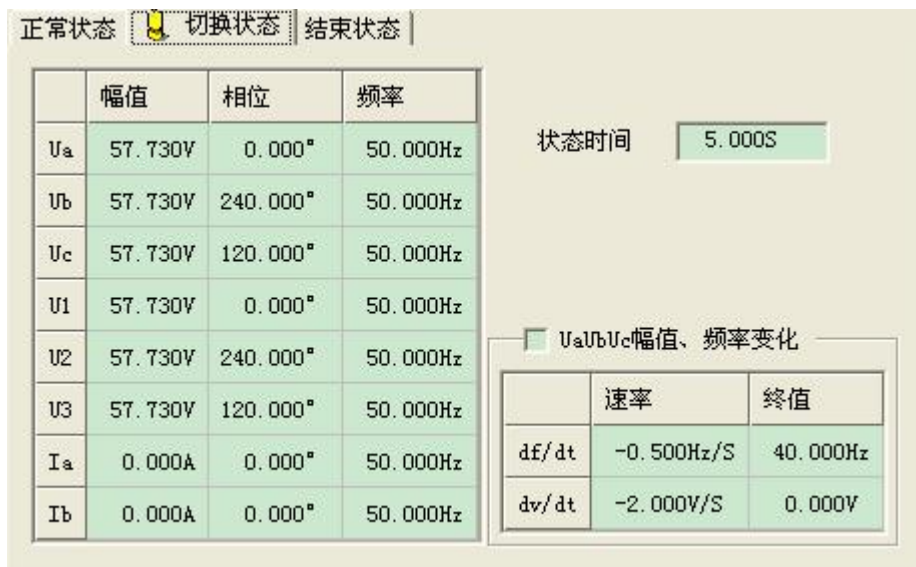 正常状态 切换状态 结束状态
幅值 相位 频率
Ua 57.730V 0.000° 50.000Hz
状态时间 5.000S
Ub 57.730V 240.000° 50.000Hz
Uc 57.730V 120.000° 50.000Hz
U1 57.730V 0.000° 50.000Hz
U2 57.730V 240.000° 50.000Hz
U3 57.730V 120.000° 50.000Hz
Ia 0.000A 0.000° 50.000Hz
Ib 0.000A 0.000° 50.000Hz
UaUbUc幅值、频率变化
速率 终值
df/dt -0.500Hz/S 40.000Hz
dv/dt -2.000V/S 0.000V